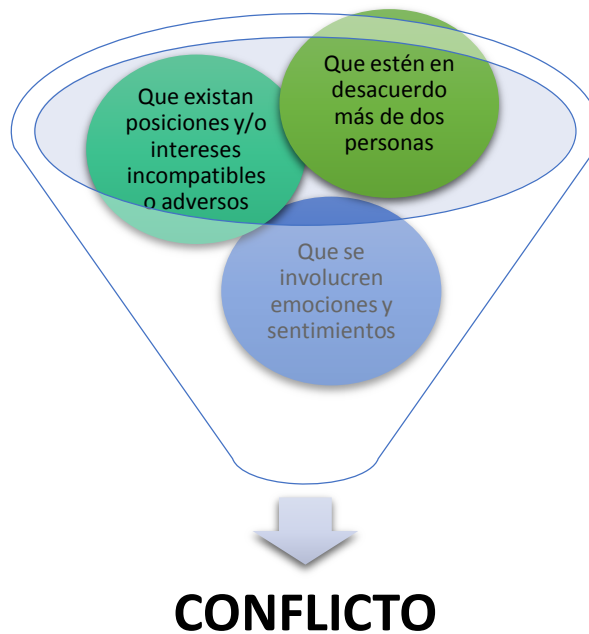 Que existan
posiciones y/o
intereses
incompatibles
o adversos
Que estén en
desacuerdo
más de dos
personas
Que se
involucren
emociones y
sentimientos
CONFLICTO